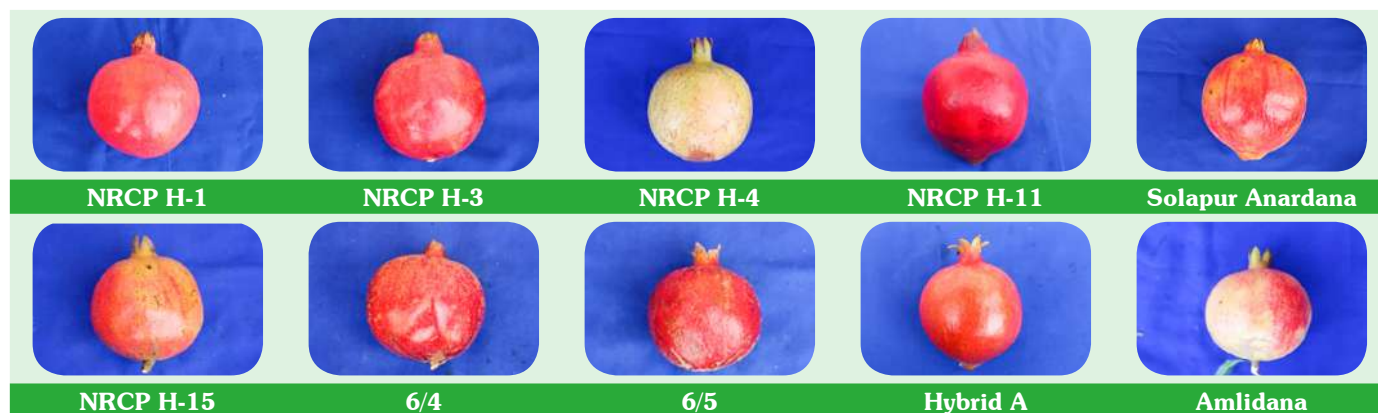 NRCP H-1 NRCP H-3 NRCP H-4 NRCP H-11 Solapur Anardana
NRCP H-15 6/4 6/5 Hybrid A Amlidana